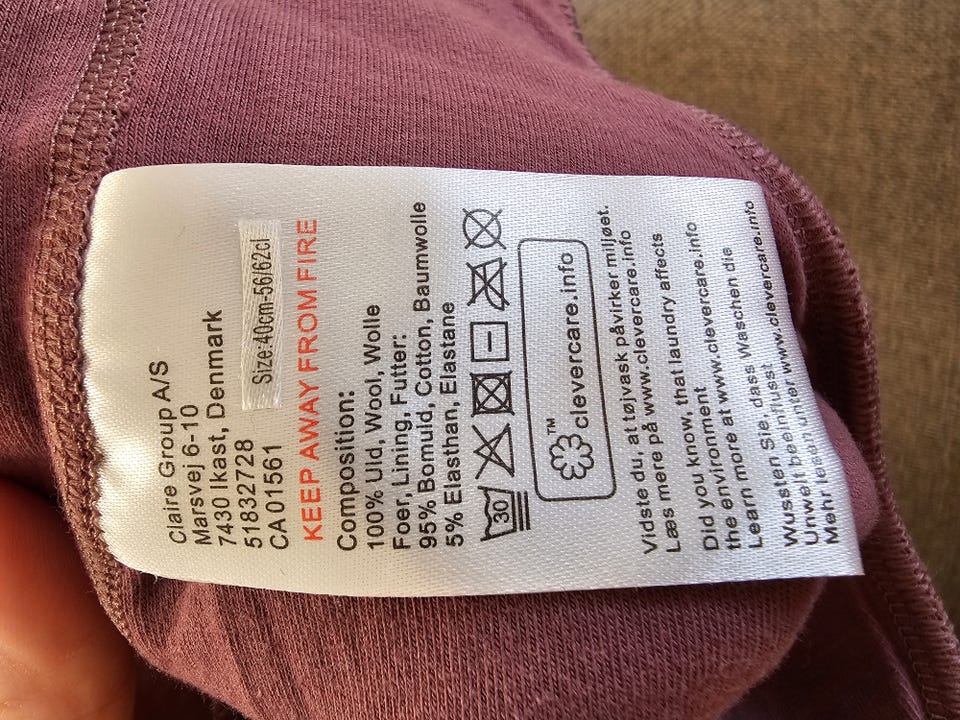 Claire Group A/S
Marsvej 6-10
7430 Ikast, Denmark
51832728
CA01561
Size:40cm-56/62cl
KEEP AWAY FROM FIRE
Composition:
100% Uld, Wool, Wolle
Foer, Lining, Futter:
95% Bomuld, Cotton, Baumwolle
5% Elasthan, Elastane
30
clevercare.info™
Vidste du, at tøjvask påvirker miljøet.
Læs mere på www.clevercare.info
Did you know, that laundry affects
the environment
Learn more at www.clevercare.info
Wussten Sie, dass Waschen die
Umwelt beeinflusst
Mehr lesen unter www.clevercare.info